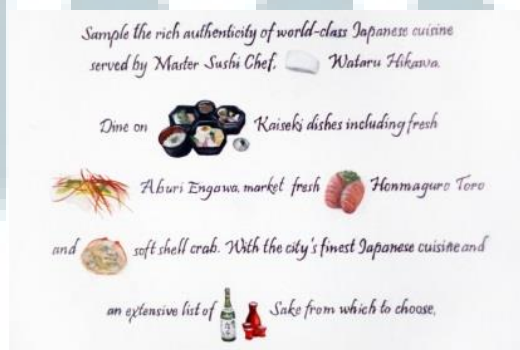 Sample the rich authenticity of world-class Japanese cuisine
served by Master Sushi Chef, Wataru Hikawa.
Dine on Kaiseki dishes including fresh
Aburi Engawa, market fresh Honmaguro Toro
and soft shell crab. With the city's finest Japanese cuisine and
an extensive list of Sake from which to choose,